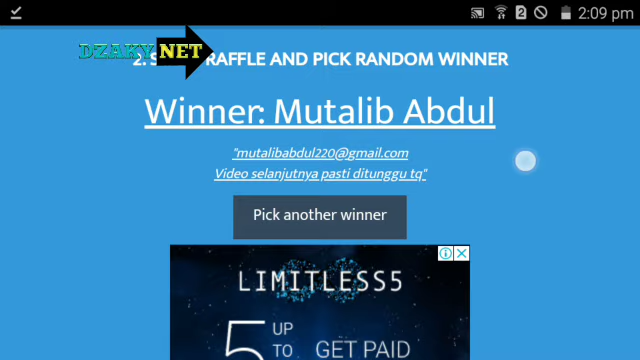 2:09 pm
DZAKY NET
2. S RAFFLE AND PICK RANDOM WINNER
Winner: Mutalib Abdul
"mutalibabdul220@gmail.com
Video selanjutnya pasti ditunggu tq"
Pick another winner
LIMITLESS5
5 UP TO GET PAID